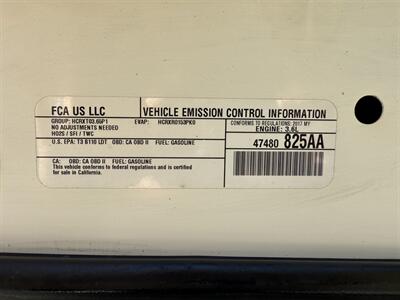 FCA US LLC
VEHICLE EMISSION CONTROL INFORMATION
GROUP: HCRXT03.65P1 EVAP: HCRXR0153PK0
CONFORMS TO REGULATIONS: 2017 MY
NO ADJUSTMENTS NEEDED
ENGINE: 3.6L
HO2S / SFI / TWC
U.S. EPA: T3 B110 LDT OBD: CA OBD II FUEL: GASOLINE
47480 825AA
CA: OBD: CA OBD II FUEL: GASOLINE
This vehicle conforms to federal regulations and is certified
for sale in California.